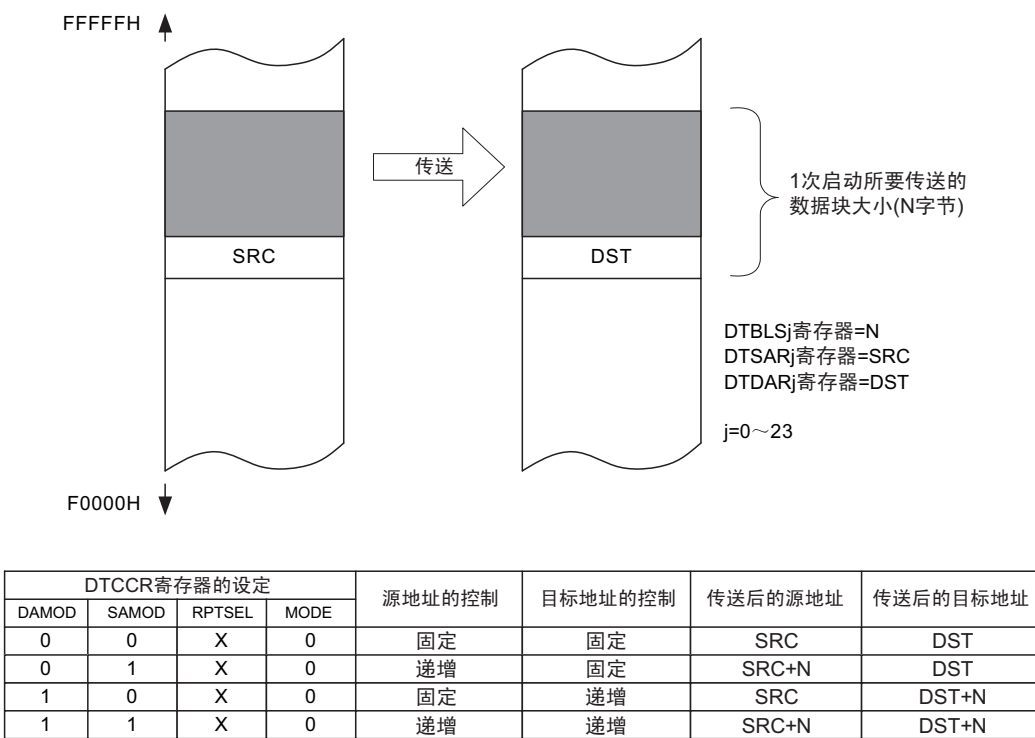 FFFFFH
传送
1次启动所要传送的
数据块大小(N字节)
SRC
DST
DTBLSj寄存器=N
DTSARj寄存器=SRC
DTDARj寄存器=DST
j=0～23
F0000H
DTCCR寄存器的设定 源地址的控制 目标地址的控制 传送后的源地址 传送后的目标地址
DAMOD SAMOD RPTSEL MODE
0 0 X 0 固定 固定 SRC DST
0 1 X 0 递增 固定 SRC+N DST
1 0 X 0 固定 递增 SRC DST+N
1 1 X 0 递增 递增 SRC+N DST+N